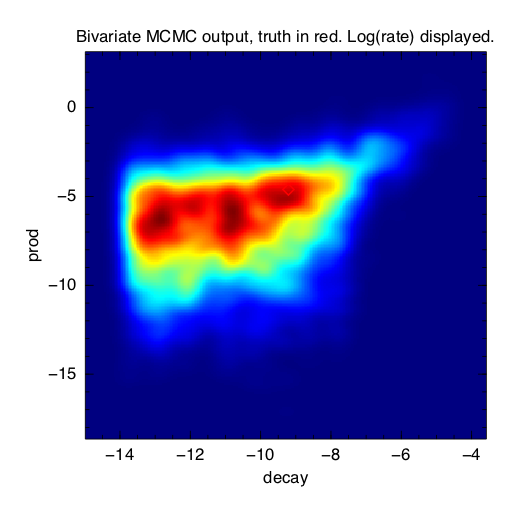 Bivariate MCMC output, truth in red. Log(rate) displayed.
0
−5
−10
−15
prod
−14 −12 −10 −8 −6 −4
decay